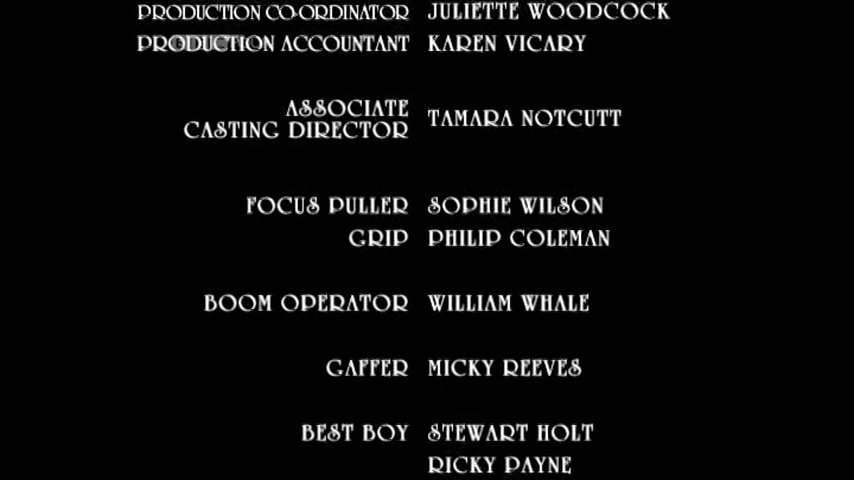 PRODUCTION CO-ORDINATOR JULIETTE WOODCOCK
PRODUCTION ACCOUNTANT KAREN VICARY
ASSOCIATE
CASTING DIRECTOR TAMARA NOTCUTT
FOCUS PULLER SOPHIE WILSON
GRIP PHILIP COLEMAN
BOOM OPERATOR WILLIAM WHALE
GAFFER MICKY REEVES
BEST BOY STEWART HOLT
RICKY PAYNE